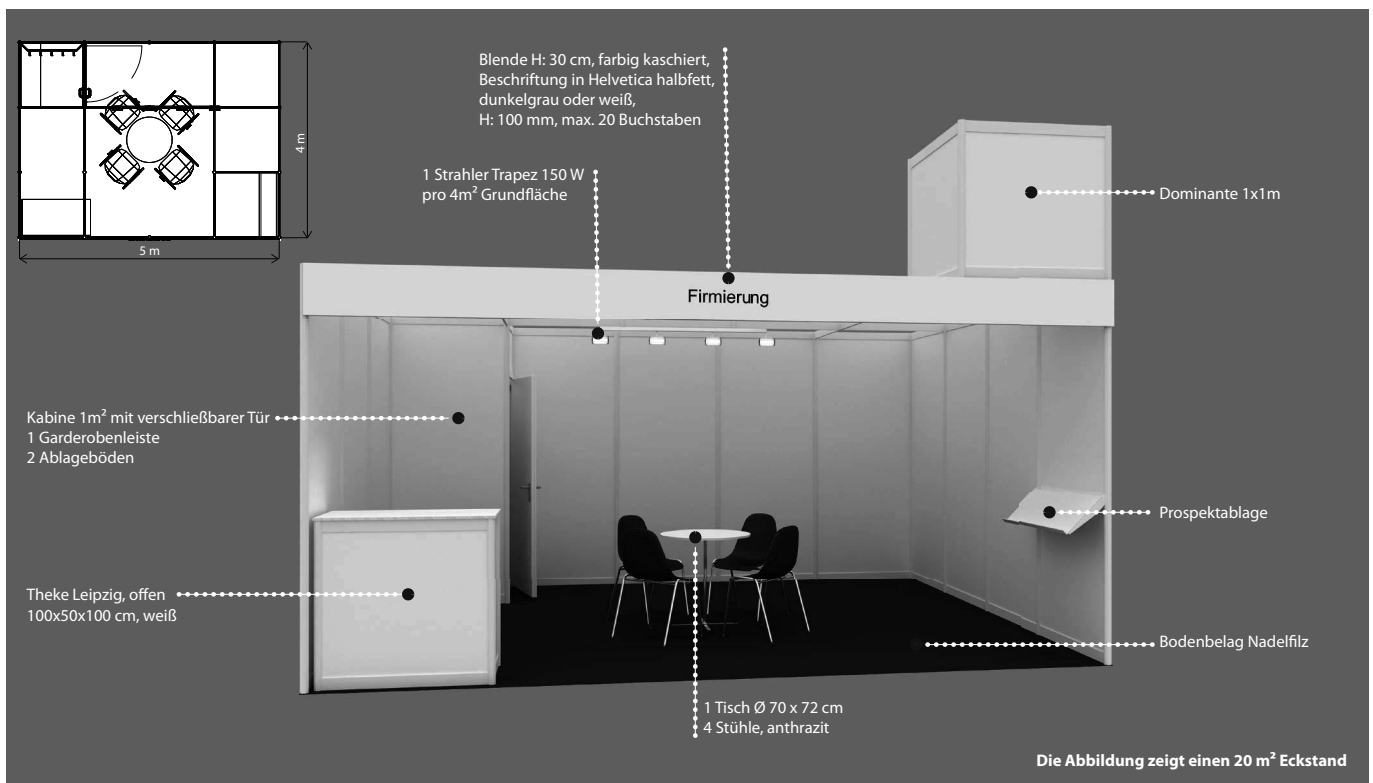 Blende H: 30 cm, farbig kaschiert,
Beschriftung in Helvetica halbfett,
dunkelgrau oder weiß,
H: 100 mm, max. 20 Buchstaben
1 Strahler Trapez 150 W
pro 4m² Grundfläche
4 m
5 m
Dominante 1x1m
Firmierung
Kabine 1m² mit verschließbarer Tür
1 Garderobenleiste
2 Ablageböden
Prospektablage
Theke Leipzig, offen
100x50x100 cm, weiß
Bodenbelag Nadelfilz
1 Tisch Ø 70 x 72 cm
4 Stühle, anthrazit
Die Abbildung zeigt einen 20 m² Eckstand